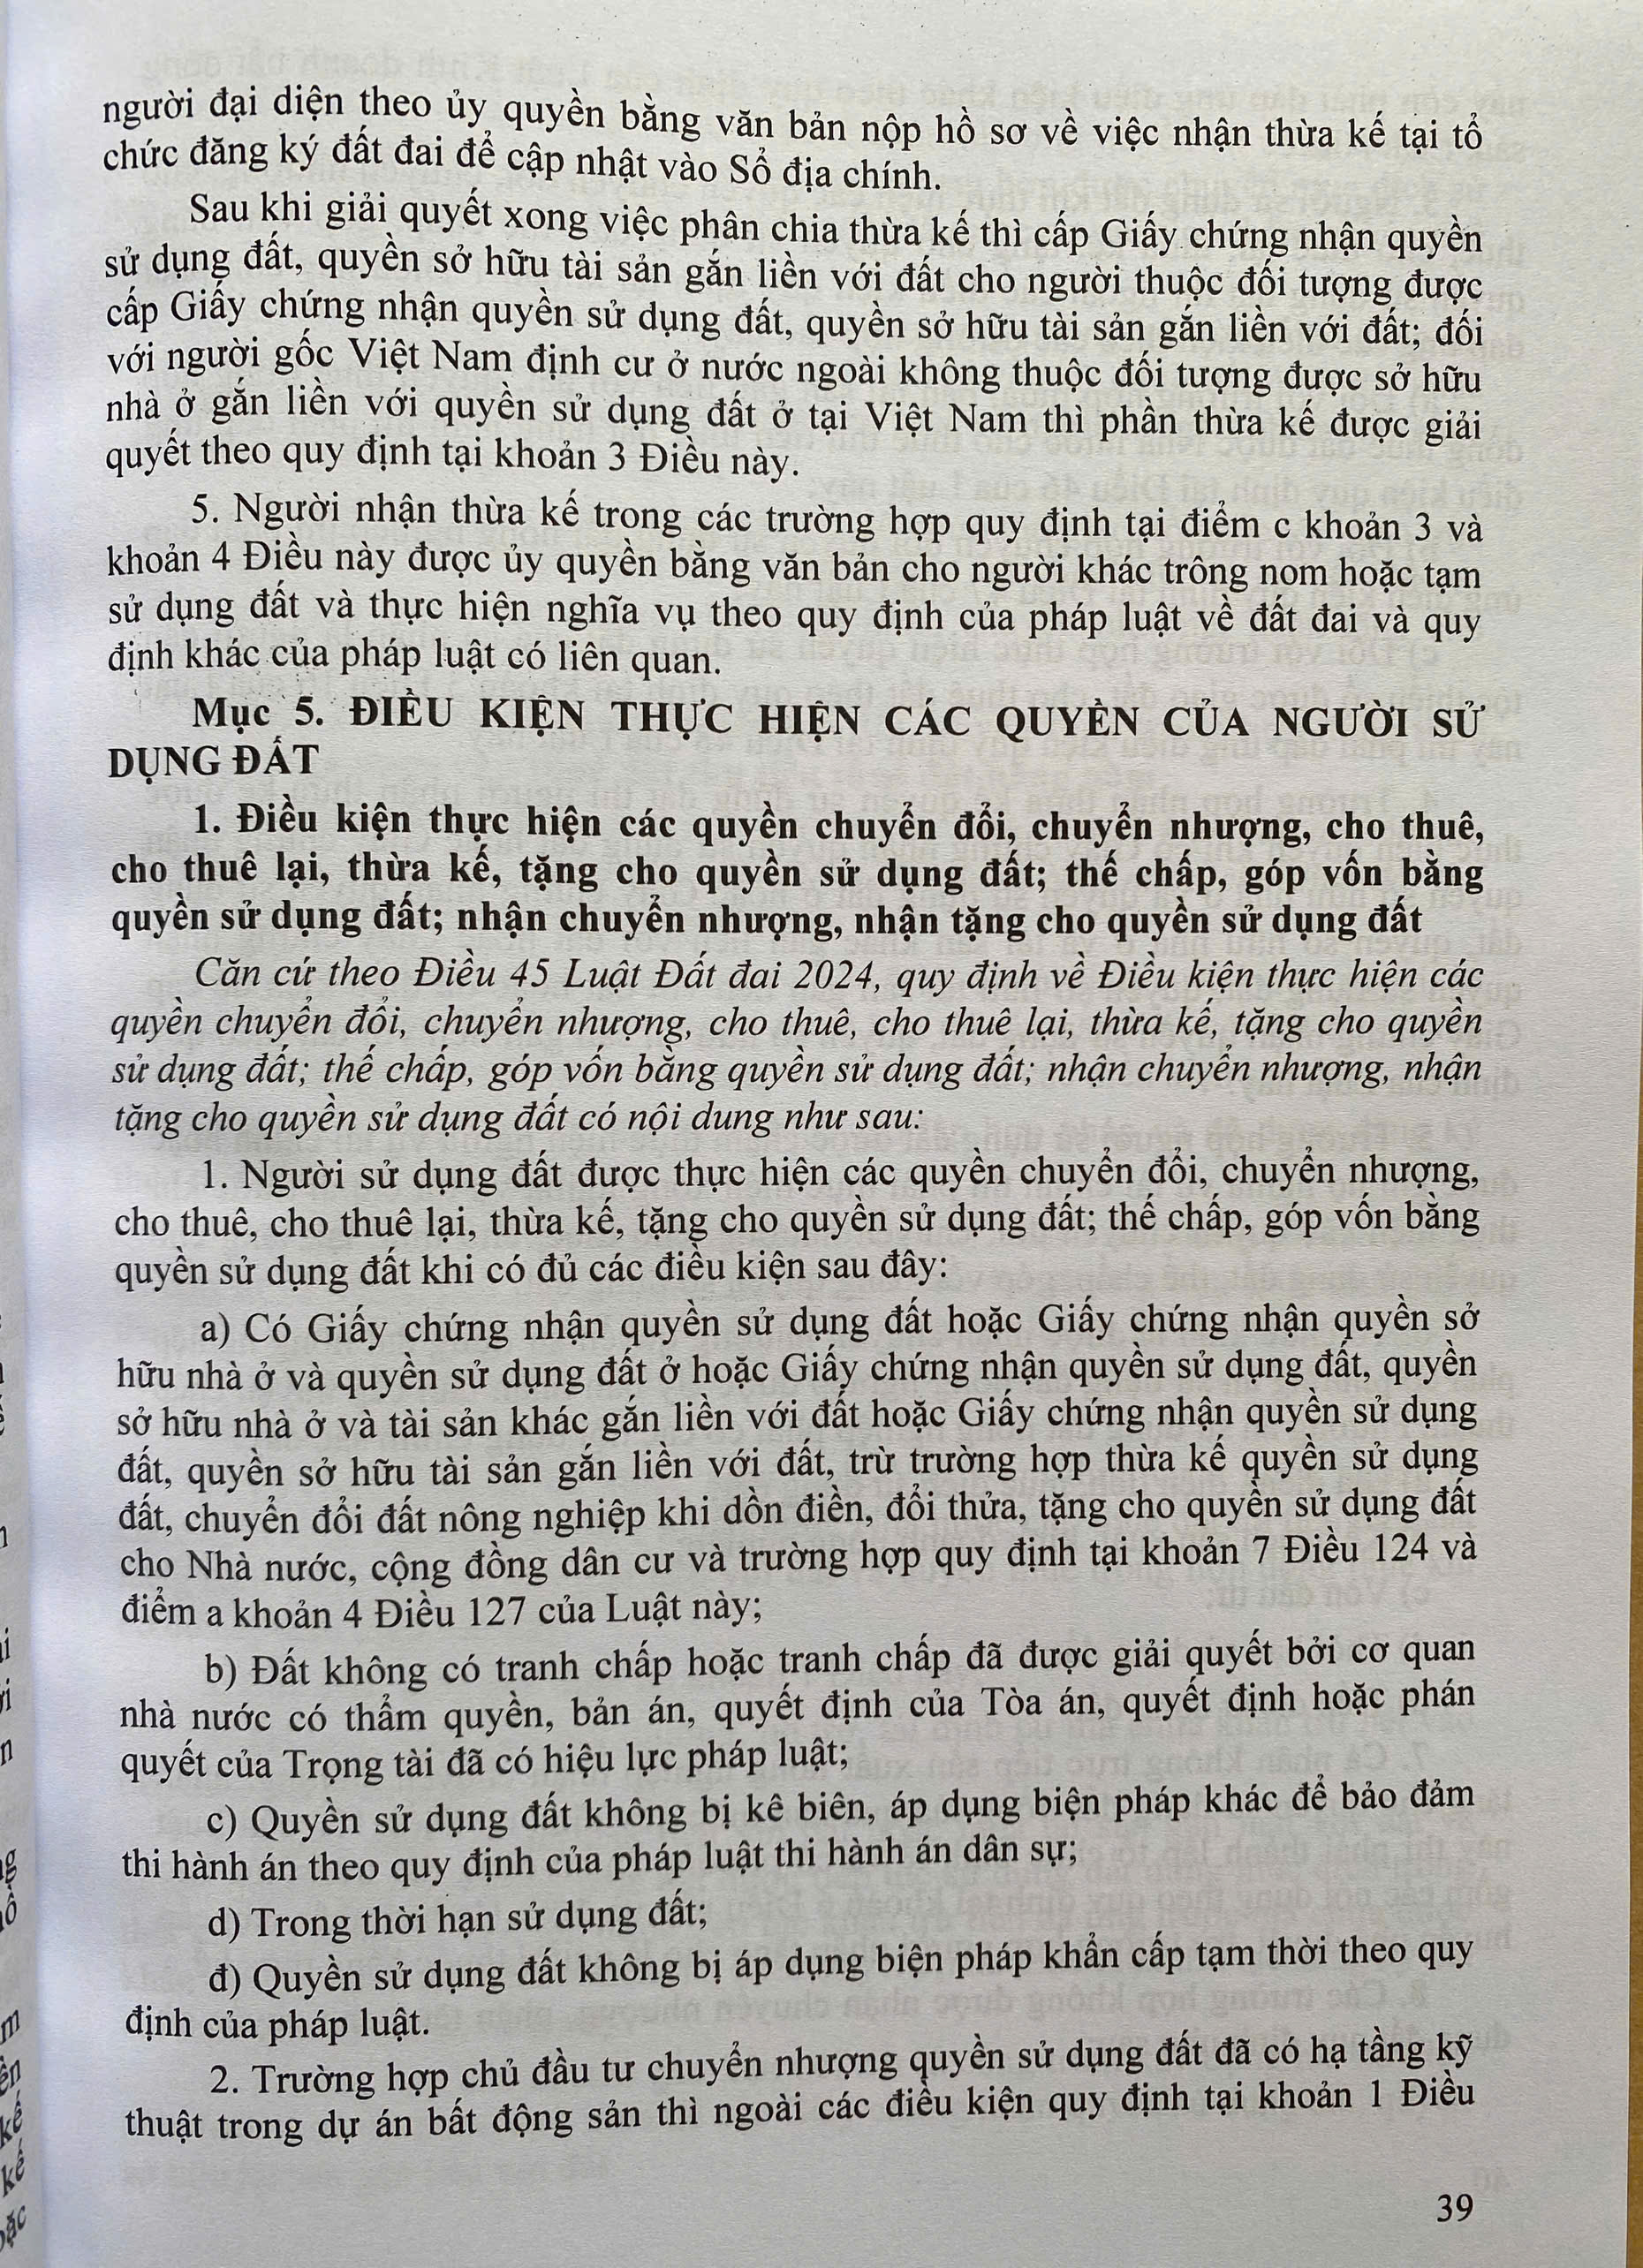 người đại diện theo ủy quyền bằng văn bản nộp hồ sơ về việc nhận thừa kế tại tổ
chức đăng ký đất đai để cập nhật vào Sổ địa chính.
Sau khi giải quyết xong việc phân chia thừa kế thì cấp Giấy chứng nhận quyền
sử dụng đất, quyền sở hữu tài sản gắn liền với đất cho người thuộc đối tượng được
cấp Giấy chứng nhận quyền sử dụng đất, quyền sở hữu tài sản gắn liền với đất; đối
với người gốc Việt Nam định cư ở nước ngoài không thuộc đối tượng được sở hữu
nhà ở gắn liền với quyền sử dụng đất ở tại Việt Nam thì phần thừa kế được giải
quyết theo quy định tại khoản 3 Điều này.
5. Người nhận thừa kế trong các trường hợp quy định tại điểm c khoản 3 và
khoản 4 Điều này được ủy quyền bằng văn bản cho người khác trông nom hoặc tạm
sử dụng đất và thực hiện nghĩa vụ theo quy định của pháp luật về đất đai và quy
định khác của pháp luật có liên quan.
Mục 5. ĐIỀU KIỆN THỰC HIỆN CÁC QUYỀN CỦA NGƯỜI SỬ
DỤNG ĐẤT
1. Điều kiện thực hiện các quyền chuyển đổi, chuyển nhượng, cho thuê,
cho thuê lại, thừa kế, tặng cho quyền sử dụng đất; thế chấp, góp vốn bằng
quyền sử dụng đất; nhận chuyển nhượng, nhận tặng cho quyền sử dụng đất
Căn cứ theo Điều 45 Luật Đất đai 2024, quy định về Điều kiện thực hiện các
quyền chuyển đổi, chuyển nhượng, cho thuê, cho thuê lại, thừa kế, tặng cho quyền
sử dụng đất; thế chấp, góp vốn bằng quyền sử dụng đất; nhận chuyển nhượng, nhận
tặng cho quyền sử dụng đất có nội dung như sau:
1. Người sử dụng đất được thực hiện các quyền chuyển đổi, chuyển nhượng,
cho thuê, cho thuê lại, thừa kế, tặng cho quyền sử dụng đất; thế chấp, góp vốn bằng
quyền sử dụng đất khi có đủ các điều kiện sau đây:
a) Có Giấy chứng nhận quyền sử dụng đất hoặc Giấy chứng nhận quyền sở
hữu nhà ở và quyền sử dụng đất ở hoặc Giấy chứng nhận quyền sử dụng đất, quyền
sở hữu nhà ở và tài sản khác gắn liền với đất hoặc Giấy chứng nhận quyền sử dụng
đất, quyền sở hữu tài sản gắn liền với đất, trừ trường hợp thừa kế quyền sử dụng
đất, chuyển đổi đất nông nghiệp khi dồn điền, đổi thửa, tặng cho quyền sử dụng đất
cho Nhà nước, cộng đồng dân cư và trường hợp quy định tại khoản 7 Điều 124 và
điểm a khoản 4 Điều 127 của Luật này;
b) Đất không có tranh chấp hoặc tranh chấp đã được giải quyết bởi cơ quan
nhà nước có thẩm quyền, bản án, quyết định của Tòa án, quyết định hoặc phán
quyết của Trọng tài đã có hiệu lực pháp luật;
c) Quyền sử dụng đất không bị kê biên, áp dụng biện pháp khác để bảo đảm
thi hành án theo quy định của pháp luật thi hành án dân sự;
d) Trong thời hạn sử dụng đất;
đ) Quyền sử dụng đất không bị áp dụng biện pháp khẩn cấp tạm thời theo quy
định của pháp luật.
2. Trường hợp chủ đầu tư chuyển nhượng quyền sử dụng đất đã có hạ tầng kỹ
thuật trong dự án bất động sản thì ngoài các điều kiện quy định tại khoản 1 Điều
39